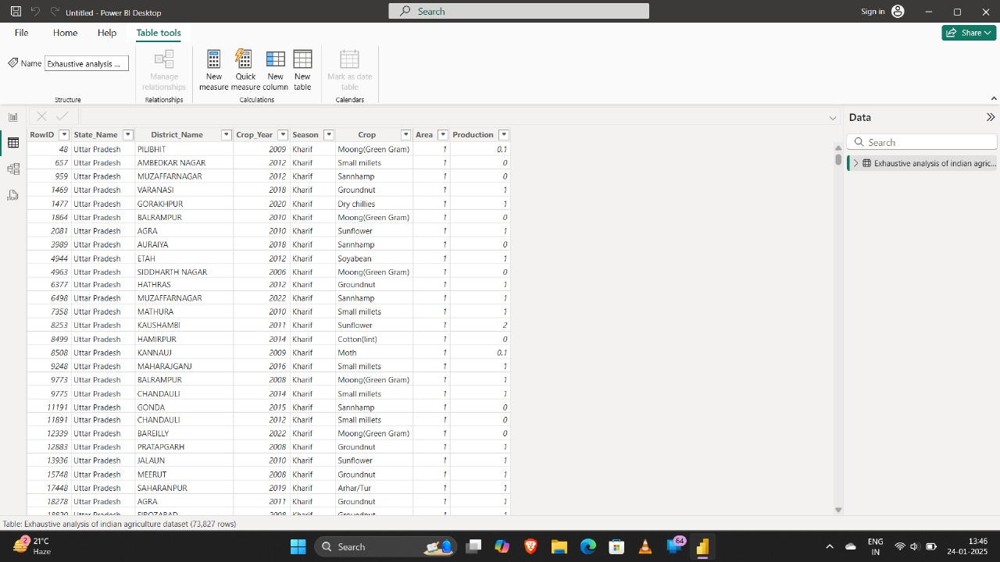 Untitled - Power BI Desktop
Search
Sign in
File
Home
Help
Table tools
Share
Name
Exhaustive analysis ...
Manage
relationships
New
measure
Quick
measure
New
column
New
table
Mark as date
table
Structure
Relationships
Calculations
Calendars
Data
Search
Exhaustive analysis of indian agric...
RowID State_Name District_Name Crop_Year Season Crop Area Production
48 Uttar Pradesh PILIBHIT 2009 Kharif Moong(Green Gram) 1 0.1
657 Uttar Pradesh AMBEDKAR NAGAR 2012 Kharif Small millets 1 0
959 Uttar Pradesh MUZAFFARNAGAR 2012 Kharif Sannhamp 1 0
1469 Uttar Pradesh VARANASI 2018 Kharif Groundnut 1 1
1477 Uttar Pradesh GORAKHPUR 2020 Kharif Dry chillies 1 1
1864 Uttar Pradesh BALRAMPUR 2010 Kharif Moong(Green Gram) 1 0
2081 Uttar Pradesh AGRA 2010 Kharif Sunflower 1 1
3989 Uttar Pradesh AURAIYA 2018 Kharif Sannhamp 1 0
4944 Uttar Pradesh ETAH 2012 Kharif Soyabean 1 1
4963 Uttar Pradesh SIDDHARTH NAGAR 2006 Kharif Moong(Green Gram) 1 0
6377 Uttar Pradesh HATHRAS 2012 Kharif Groundnut 1 1
6498 Uttar Pradesh MUZAFFARNAGAR 2022 Kharif Sannhamp 1 1
7358 Uttar Pradesh MATHURA 2010 Kharif Small millets 1 1
8253 Uttar Pradesh KAUSHAMBI 2011 Kharif Sunflower 1 2
8499 Uttar Pradesh HAMIRPUR 2014 Kharif Cotton(lint) 1 0
8508 Uttar Pradesh KANNAUJ 2009 Kharif Moth 1 0.1
9248 Uttar Pradesh MAHARAJGANJ 2016 Kharif Small millets 1 1
9773 Uttar Pradesh BALRAMPUR 2008 Kharif Moong(Green Gram) 1 1
9775 Uttar Pradesh CHANDAULI 2014 Kharif Small millets 1 1
11191 Uttar Pradesh GONDA 2015 Kharif Sannhamp 1 0
11891 Uttar Pradesh CHANDAULI 2012 Kharif Small millets 1 0
12339 Uttar Pradesh BAREILLY 2022 Kharif Moong(Green Gram) 1 0
12883 Uttar Pradesh PRATAPGARH 2008 Kharif Groundnut 1 1
13936 Uttar Pradesh JALAUN 2010 Kharif Sunflower 1 1
15748 Uttar Pradesh MEERUT 2008 Kharif Groundnut 1 1
17448 Uttar Pradesh SAHARANPUR 2019 Kharif Arhar/Tur 1 1
18278 Uttar Pradesh AGRA 2011 Kharif Groundnut 1 1
Uttar Pradesh FIROZABAD 2008 Kharif Groundnut 1 1
Table: Exhaustive analysis of indian agriculture dataset (73,827 rows)
2
21°C
Haze
Search
64
ENG
IN
13:46
24-01-2025